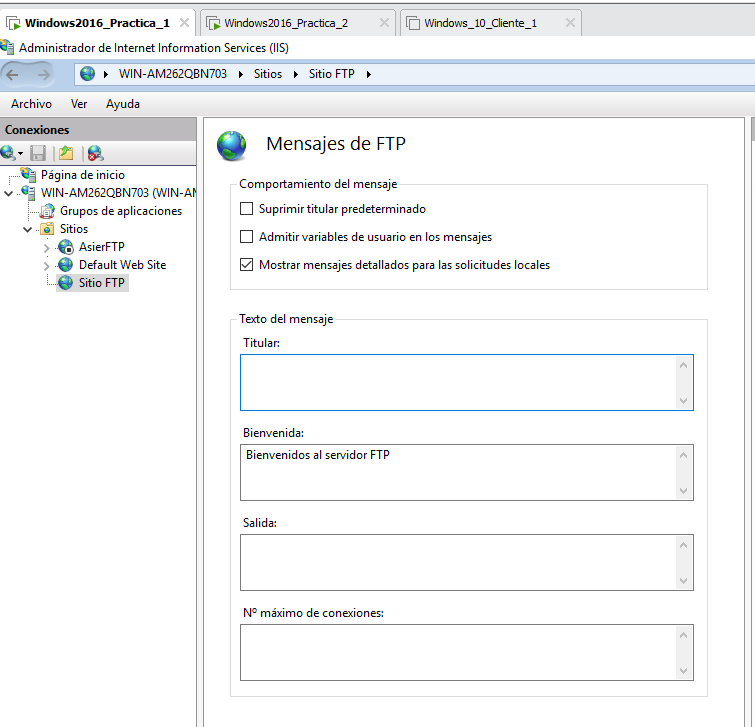 Windows2016_Practica_1
Windows2016_Practica_2
Windows_10_Cliente_1
Administrador de Internet Information Services (IIS)
WIN-AM262QBN703
Sitios
Sitio FTP
Archivo
Ver
Ayuda
Conexiones
Página de inicio
WIN-AM262QBN703 (WIN-AM
Grupos de aplicaciones
Sitios
AsierFTP
Default Web Site
Sitio FTP
Mensajes de FTP
Comportamiento del mensaje
Suprimir titular predeterminado
Admitir variables de usuario en los mensajes
Mostrar mensajes detallados para las solicitudes locales
Texto del mensaje
Titular:
Bienvenida:
Bienvenidos al servidor FTP
Salida:
Nº máximo de conexiones: